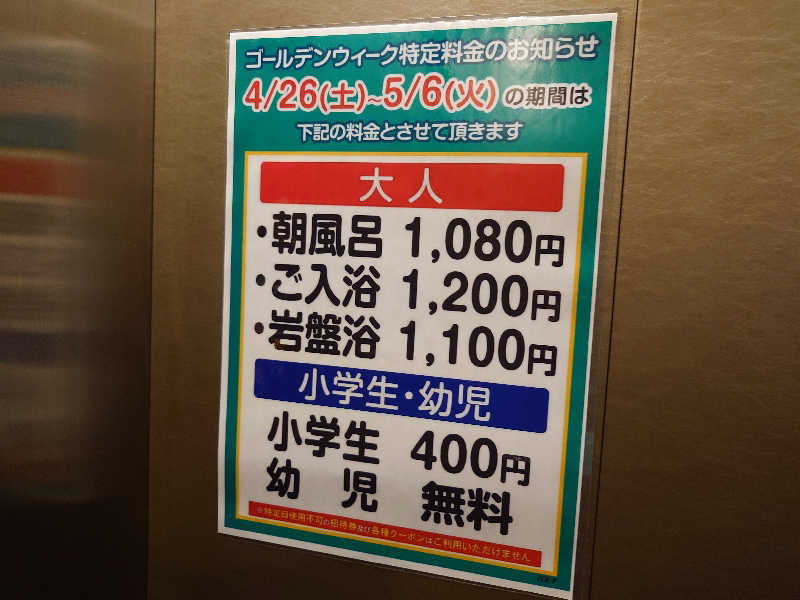 ゴールデンウィーク特定料金のお知らせ
4/26(土)~5/6(火)の期間は
下記の料金とさせて頂きます
大人
・朝風呂 1,080円
・ご入浴 1,200円
・岩盤浴 1,100円
小学生・幼児
小学生 400円
幼児 無料
※特定日使用不可の招待券及び各種クーポンはご利用いただけません